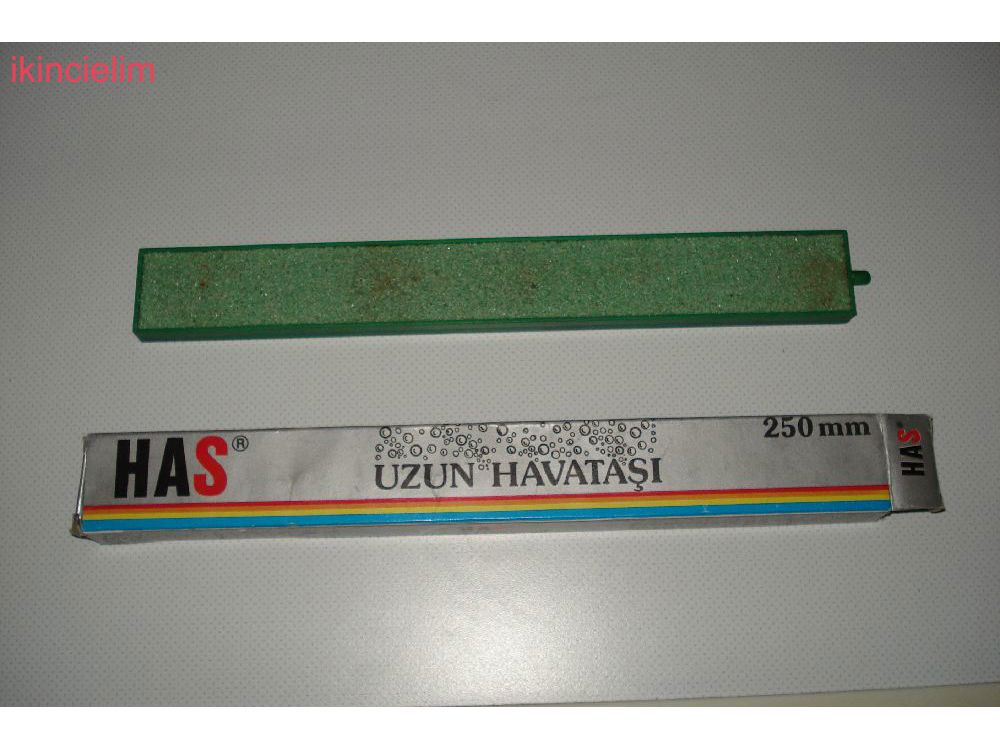 ikincielim
HAS®
UZUN HAVATAŞI
250 mm
HAS®